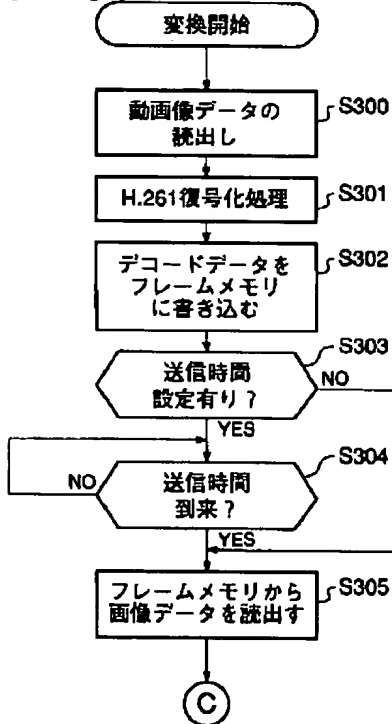 変換開始
動画像データの
読出し
S300
H.261復号化処理
S301
デコードデータを
フレームメモリ
に書き込む
S302
送信時間
設定有り?
S303
NO
YES
送信時間
到来?
S304
NO
YES
フレームメモリから
画像データを読出す
S305
C